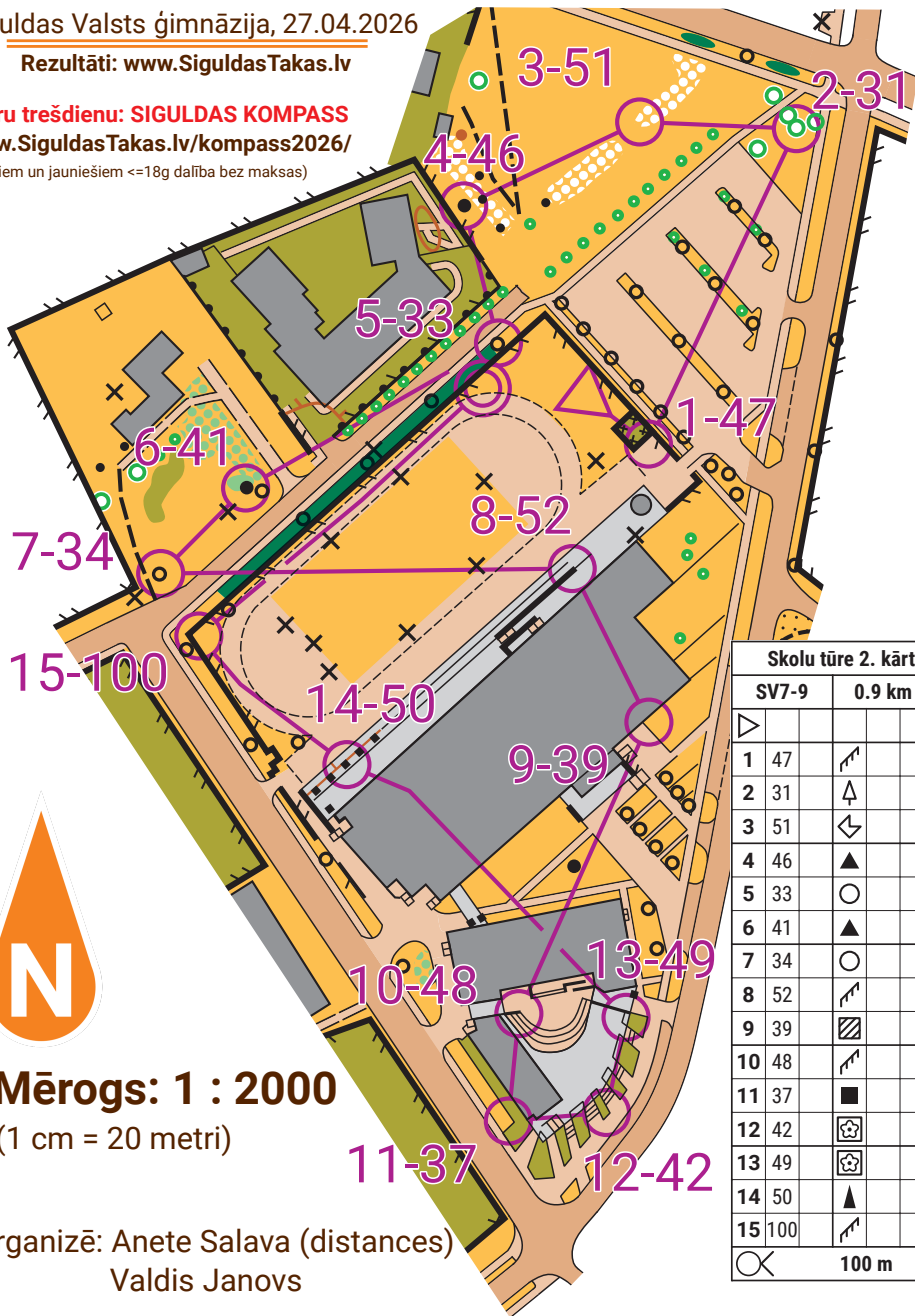 uldas Valsts ģimnāzija, 27.04.2026
Rezultāti: www.SiguldasTakas.lv
ru trešdienu: SIGULDAS KOMPASS
w.SiguldasTakas.lv/kompass2026/
iem un jauniešiem <=18g dalība bez maksas)
3-51
2-31
4-46
5-33
1-47
6-41
8-52
7-34
15-100
14-50
9-39
10-48
13-49
11-37
12-42
N
Mērogs: 1 : 2000
(1 cm = 20 metri)
rganizē: Anete Salava (distances)
Valdis Janovs
Skolu tūre 2. kārt
SV7-9 0.9 km
1 47
2 31
3 51
4 46
5 33
6 41
7 34
8 52
9 39
10 48
11 37
12 42
13 49
14 50
15 100
100 m